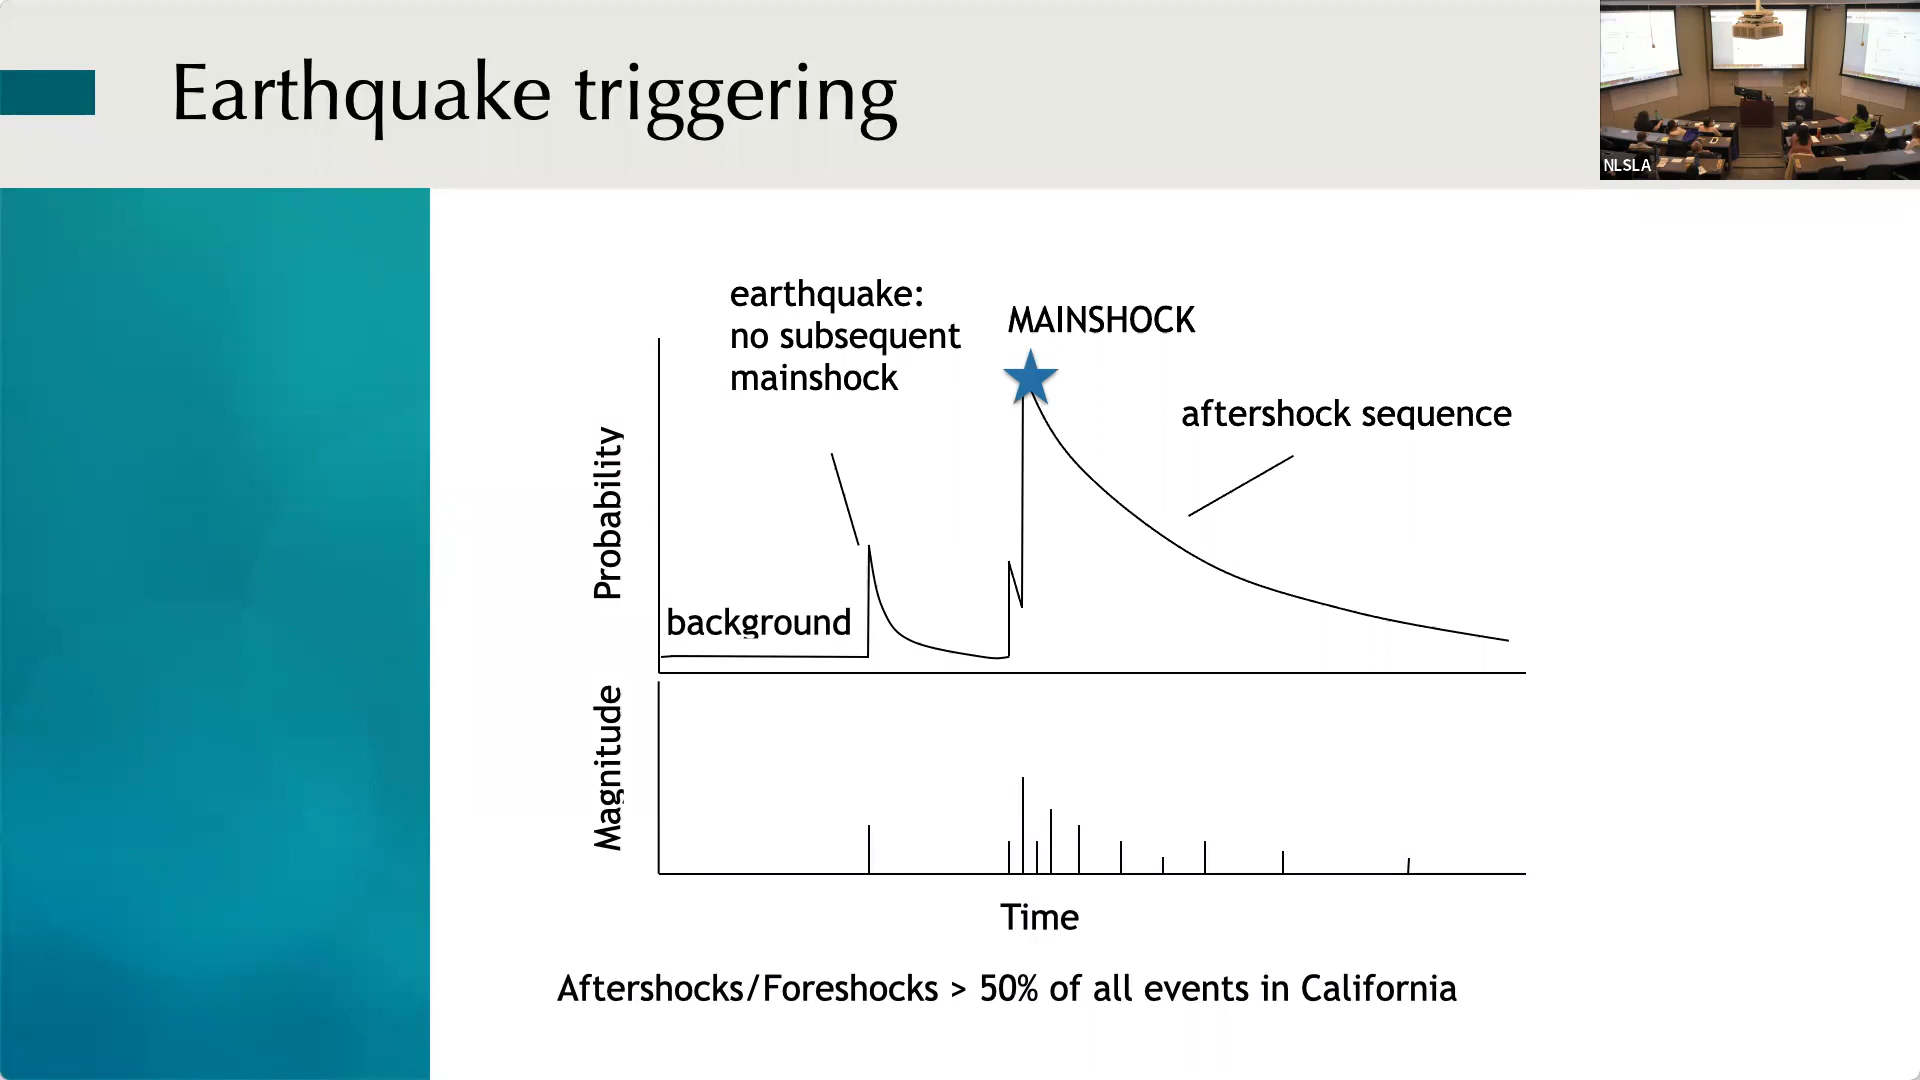 Earthquake triggering
NLSLA
earthquake:
no subsequent
mainshock
MAINSHOCK
aftershock sequence
Probability
background
Magnitude
Time
Aftershocks/Foreshocks > 50% of all events in California